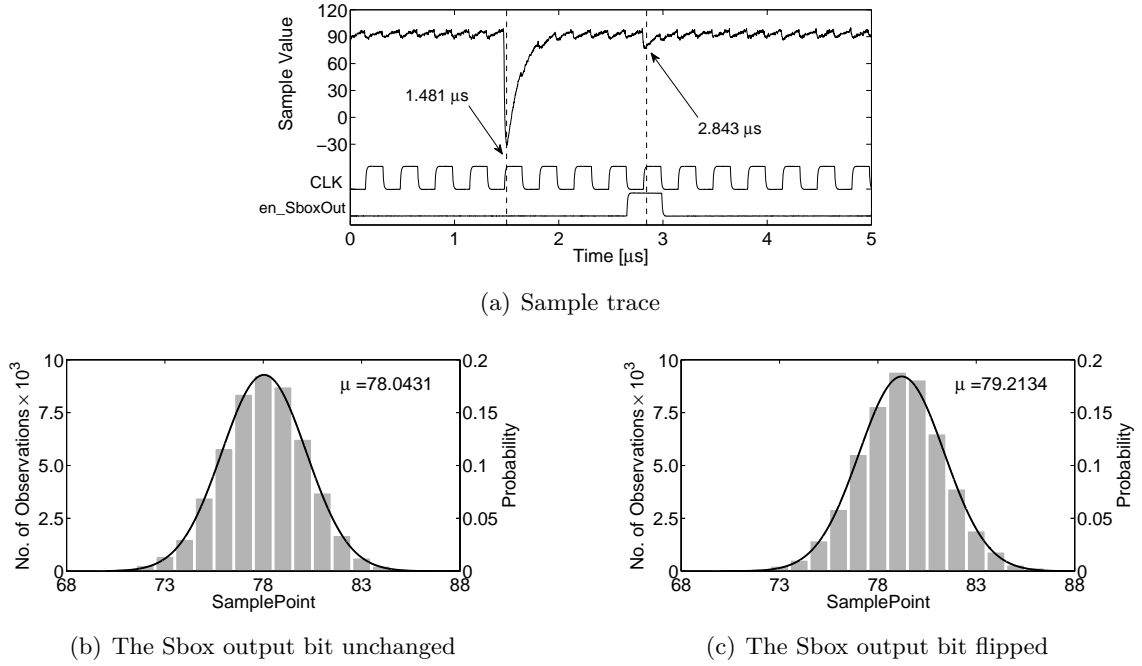 120
90
60
30
0
−30
Sample Value
1.481 μs
2.843 μs
CLK
en_SboxOut
0 1 2 3 4 5
Time [μs]
(a) Sample trace
10
7.5
5.0
2.5
0
No. of Observations × 10³
μ =78.0431
0.2
0.15
0.1
0.05
0
Probability
68 73 78 83 88
SamplePoint
(b) The Sbox output bit unchanged
10
7.5
5.0
2.5
0
No. of Observations × 10³
μ =79.2134
0.2
0.15
0.1
0.05
0
Probability
68 73 78 83 88
SamplePoint
(c) The Sbox output bit flipped